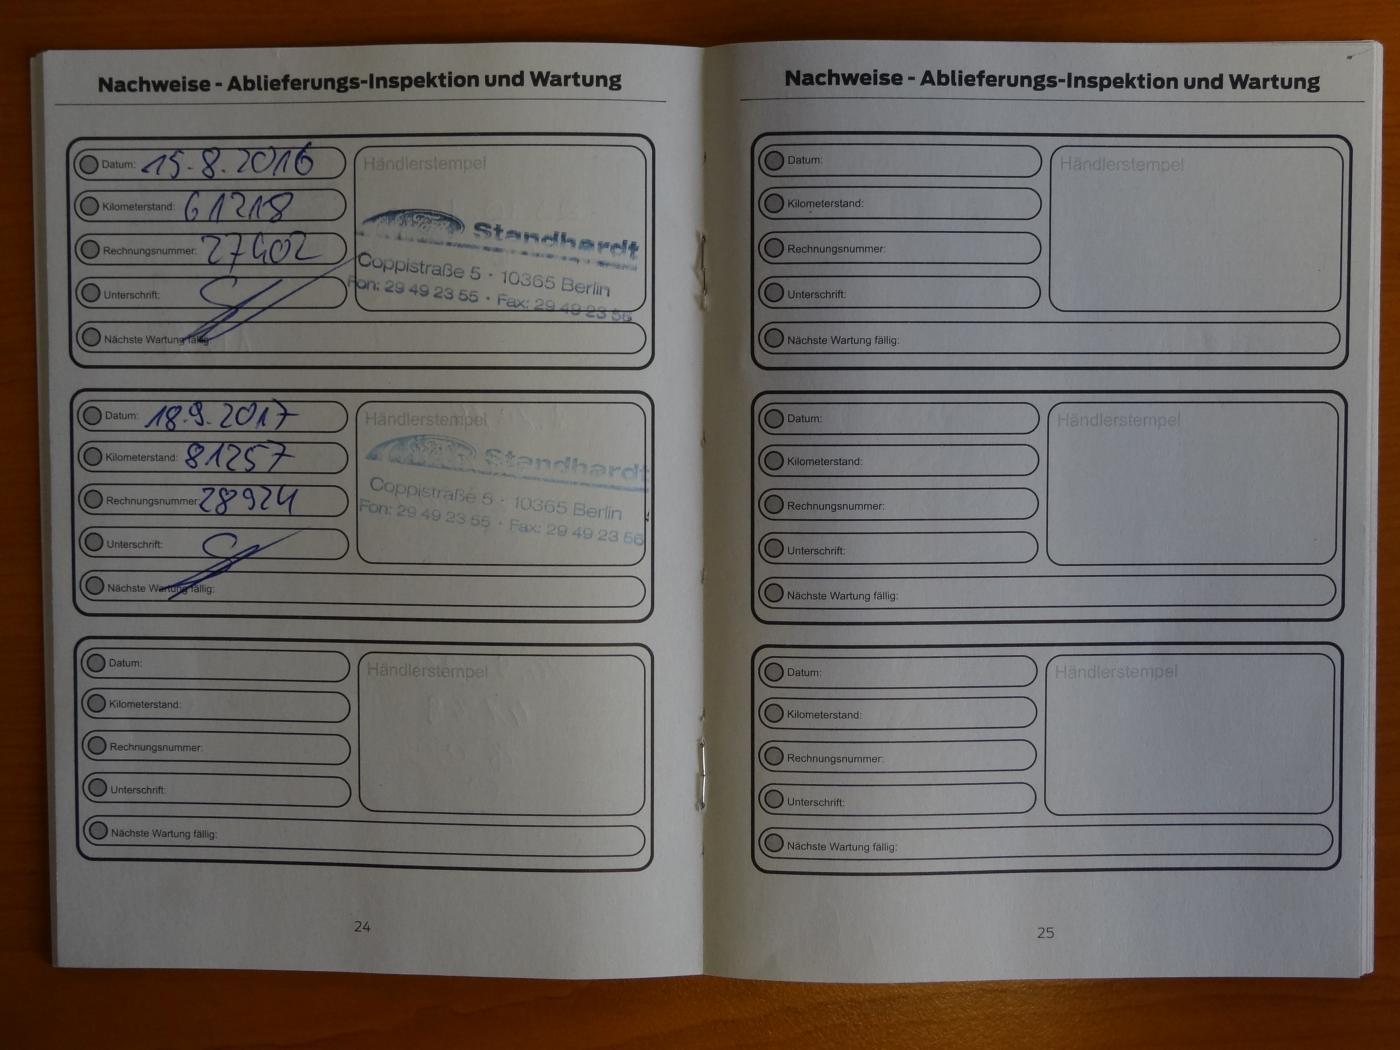 Nachweise - Ablieferungs-Inspektion und Wartung
Datum: 15.8.2016
Kilometerstand: 61218
Rechnungsnummer: 27402
Unterschrift:
Nächste Wartung fällig:
Händlerstempel
Standhardt
Coppistraße 5 · 10365 Berlin
Fon: 29 49 23 55 · Fax: 29 49 23 56
Datum: 18.9.2017
Kilometerstand: 81257
Rechnungsnummer: 28924
Unterschrift:
Nächste Wartung fällig:
Händlerstempel
Standhardt
Coppistraße 5 · 10365 Berlin
Fon: 29 49 23 55 · Fax: 29 49 23 56
Datum:
Kilometerstand:
Rechnungsnummer:
Unterschrift:
Nächste Wartung fällig:
Händlerstempel
24
Nachweise - Ablieferungs-Inspektion und Wartung
Datum:
Kilometerstand:
Rechnungsnummer:
Unterschrift:
Nächste Wartung fällig:
Händlerstempel
Datum:
Kilometerstand:
Rechnungsnummer:
Unterschrift:
Nächste Wartung fällig:
Händlerstempel
Datum:
Kilometerstand:
Rechnungsnummer:
Unterschrift:
Nächste Wartung fällig:
Händlerstempel
25